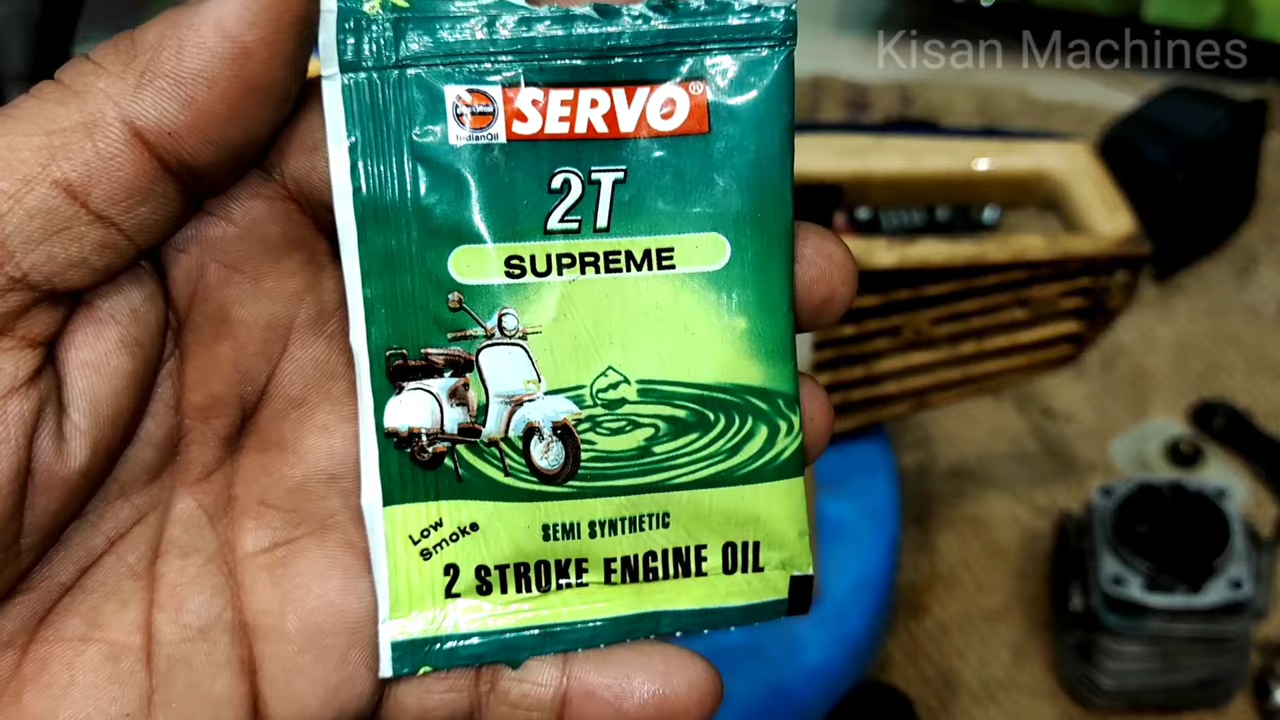 Kisan Machines
SERVO®
IndianOil
2T
SUPREME
Low
Smoke
SEMI SYNTHETIC
2 STROKE ENGINE OIL